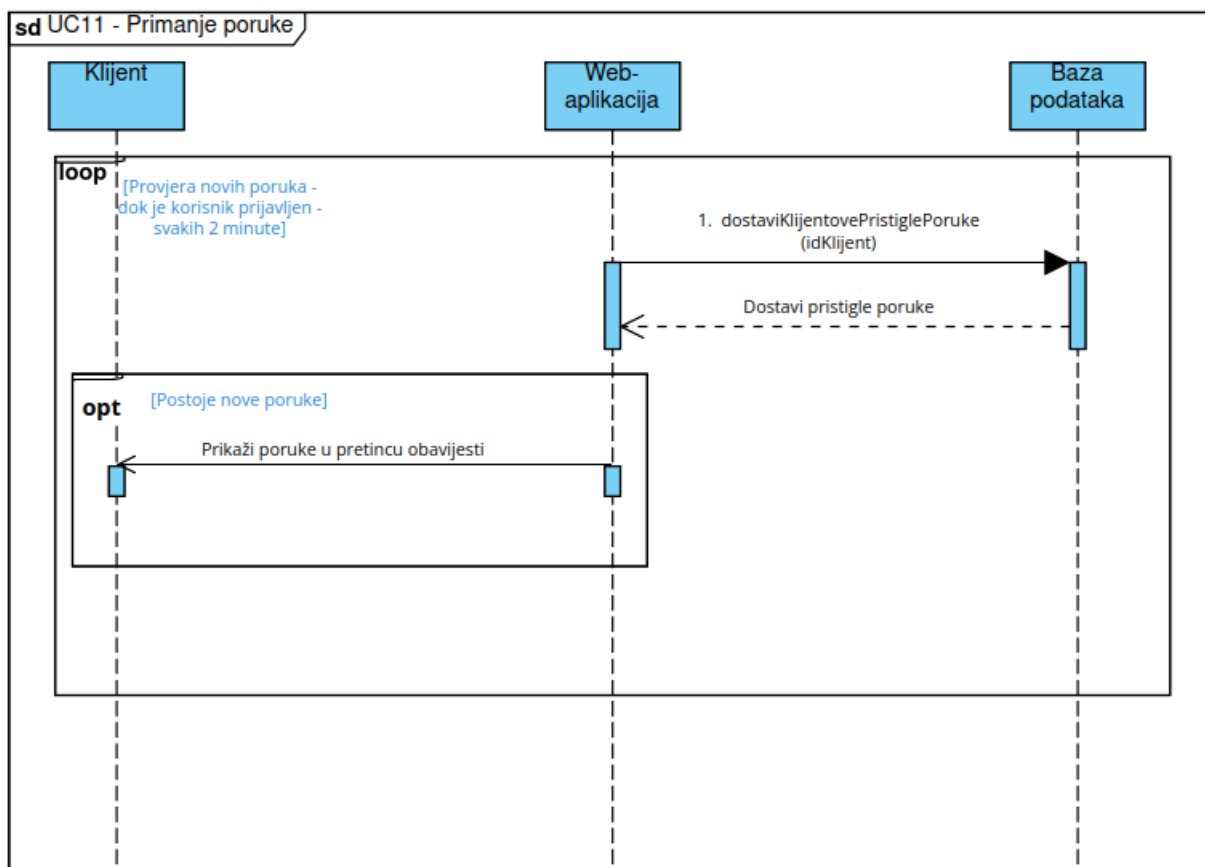 sd UC11 - Primanje poruke
Klijent
Web-
aplikacija
Baza
podataka
loop
[Provjera novih poruka -
dok je korisnik prijavljen -
svakih 2 minute]
1. dostaviKlijentovePristiglePoruke
(idKlijent)
Dostavi pristigle poruke
opt
[Postoje nove poruke]
Prikaži poruke u pretincu obavijesti